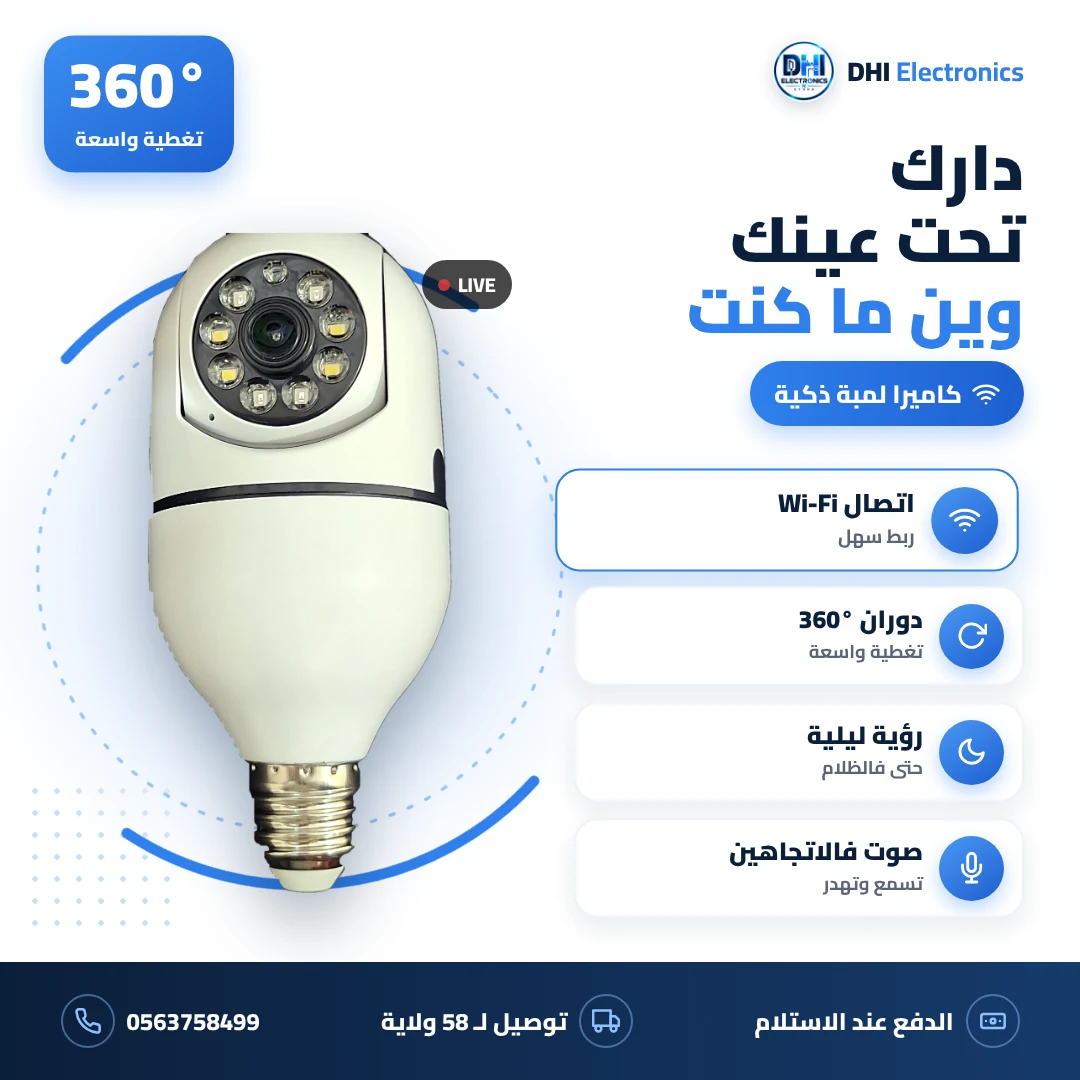 DHI Electronics
DHI
ELECTRONICS
360°
تغطية واسعة
دارك
تحت عينك
وين ما كنت
كاميرا لمبة ذكية
LIVE
اتصال Wi-Fi
ربط سهل
دوران 360°
تغطية واسعة
رؤية ليلية
حتى فالظلام
صوت فالاتجاهين
تسمع وتهدر
الدفع عند الاستلام
توصيل لـ 58 ولاية
0563758499